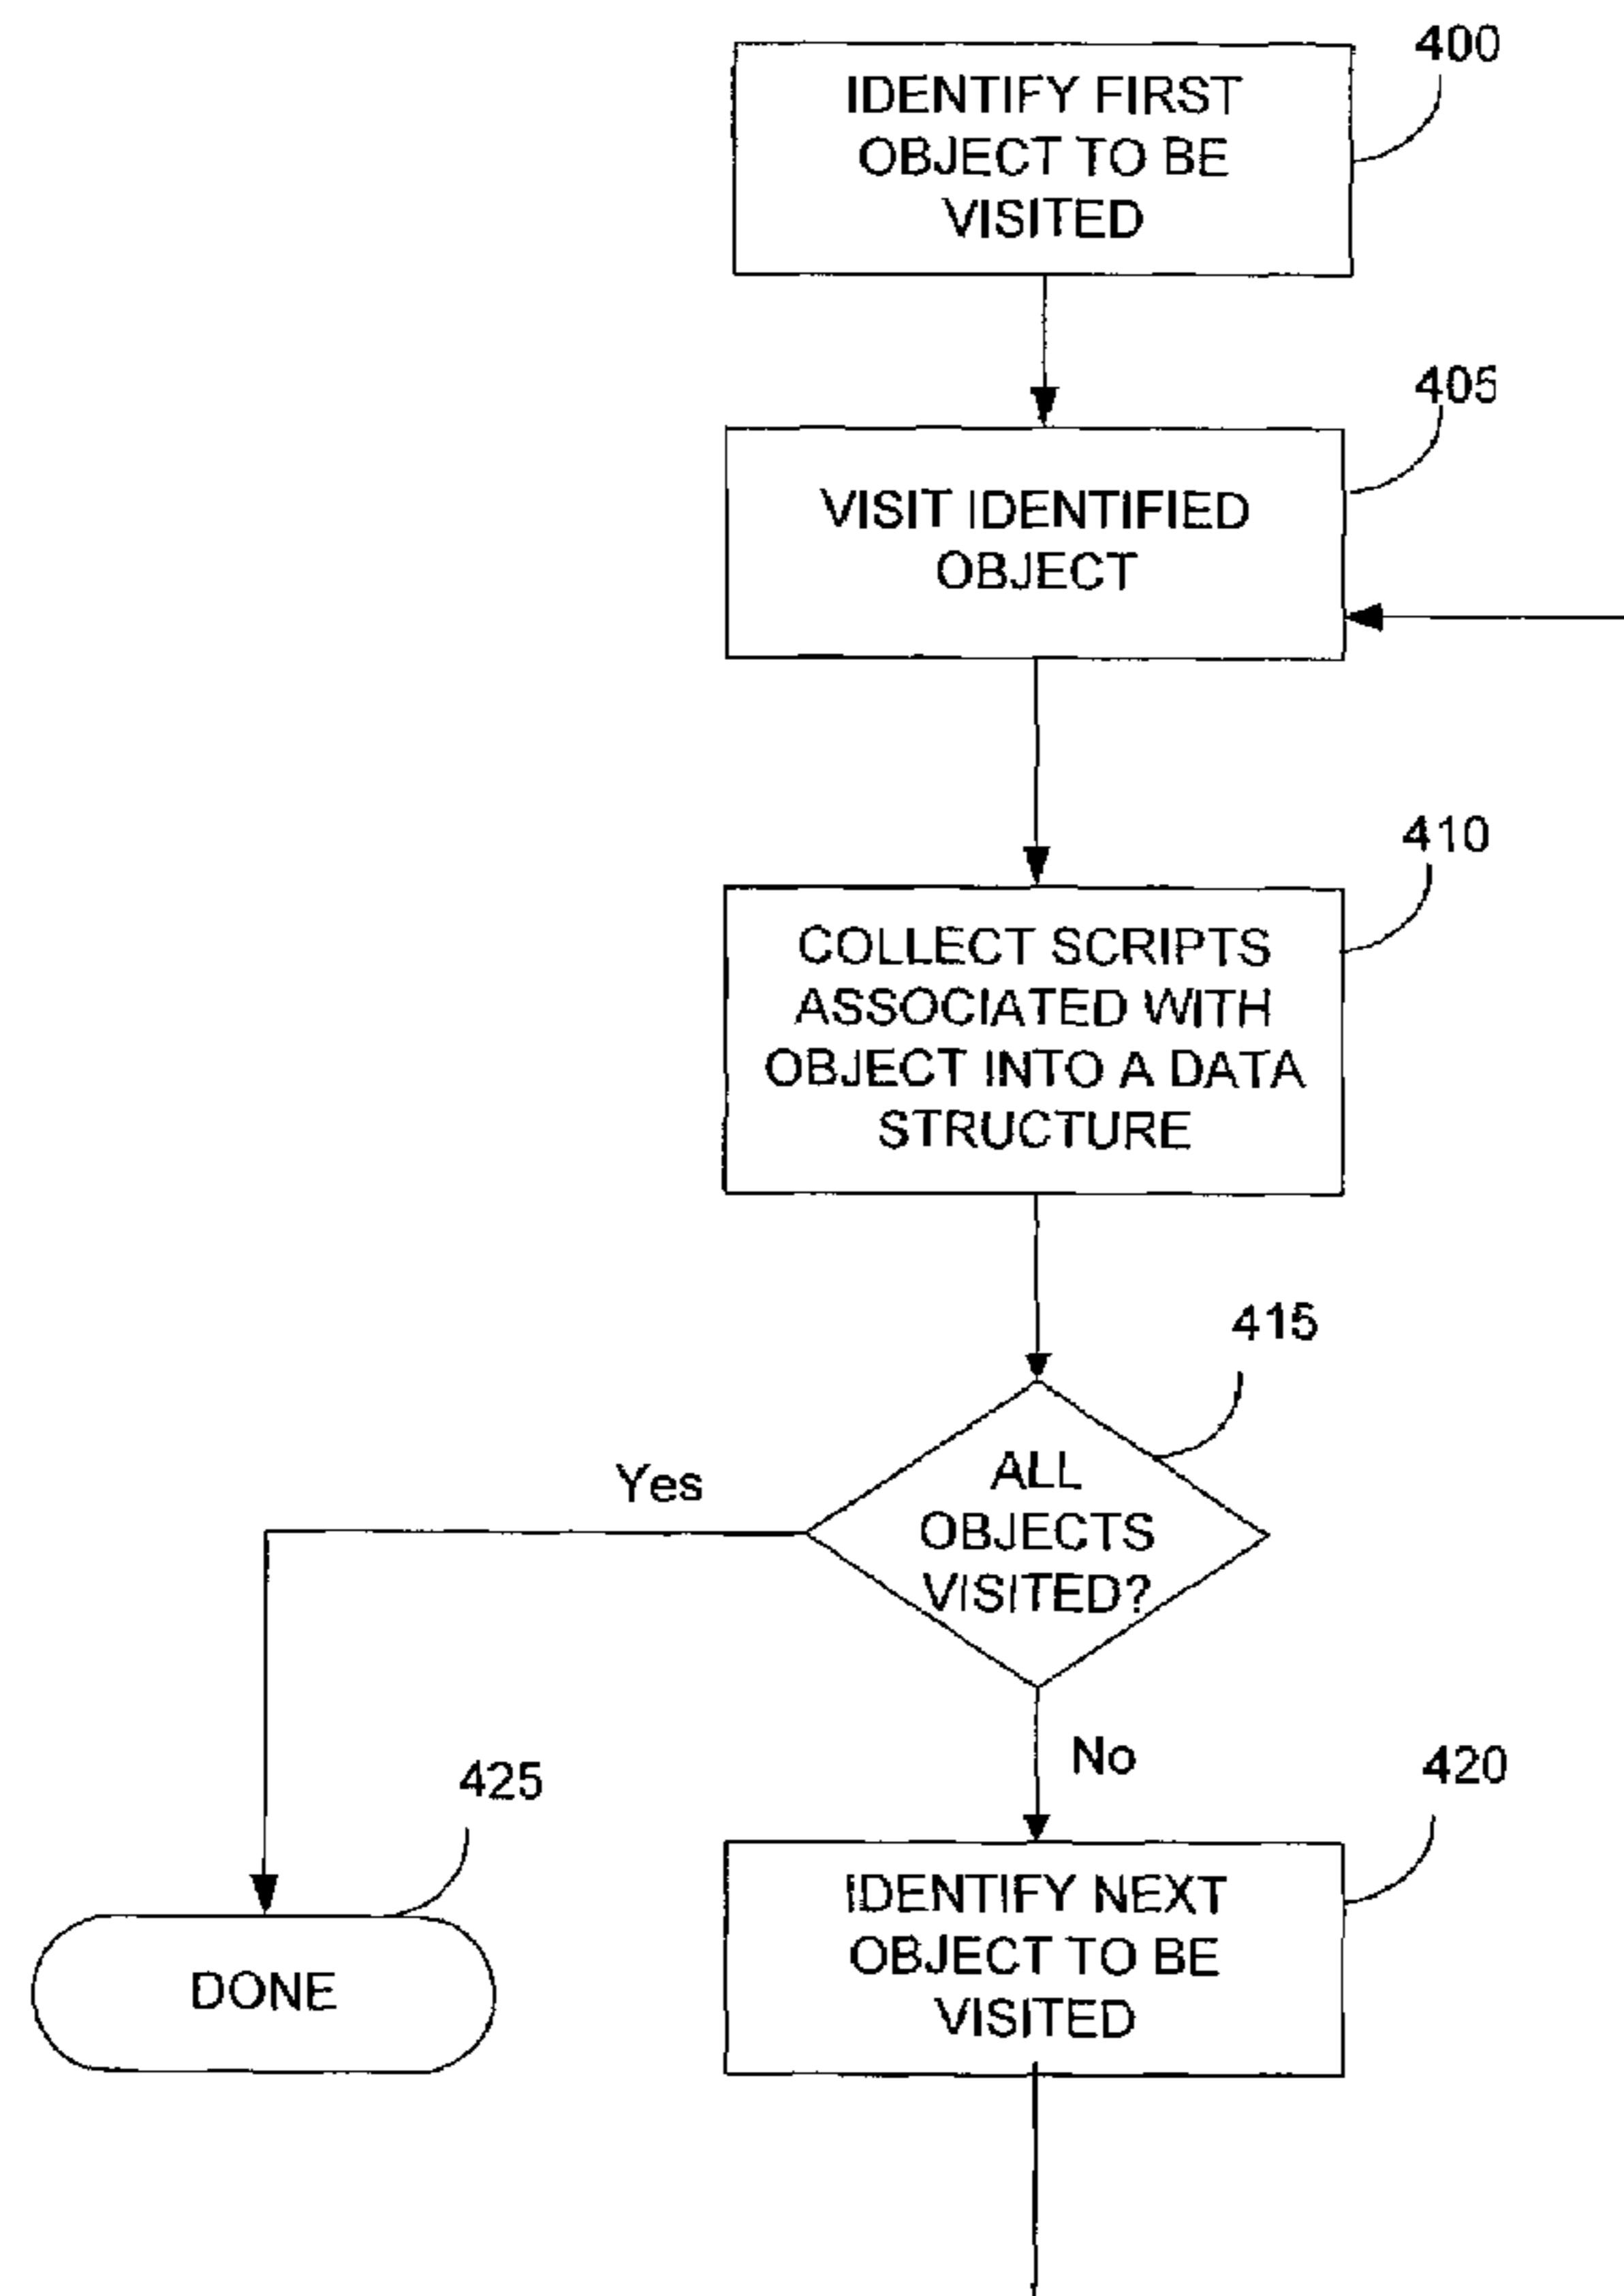 400
IDENTIFY FIRST
OBJECT TO BE
VISITED
405
VISIT IDENTIFIED
OBJECT
410
COLLECT SCRIPTS
ASSOCIATED WITH
OBJECT INTO A DATA
STRUCTURE
415
ALL
OBJECTS
VISITED?
Yes
No
425
DONE
420
IDENTIFY NEXT
OBJECT TO BE
VISITED